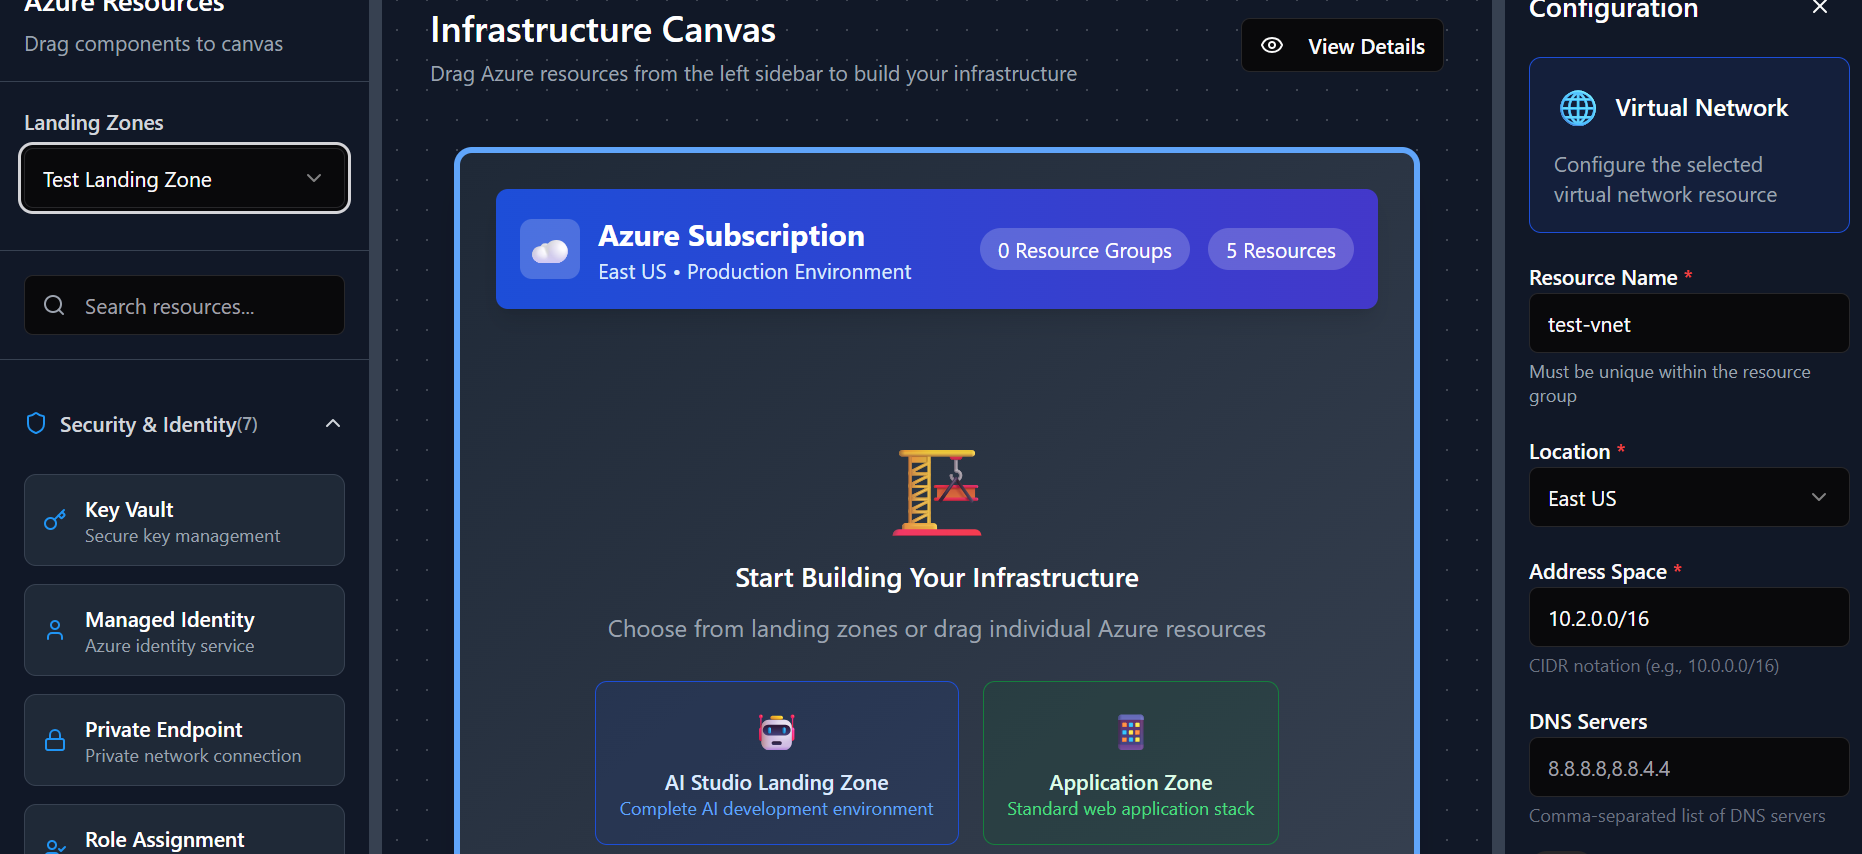 Azure Resources
Drag components to canvas
Landing Zones
Test Landing Zone
Search resources...
Security & Identity(7)
Key Vault
Secure key management
Managed Identity
Azure identity service
Private Endpoint
Private network connection
Role Assignment
Infrastructure Canvas
Drag Azure resources from the left sidebar to build your infrastructure
View Details
Azure Subscription
East US • Production Environment
0 Resource Groups
5 Resources
Start Building Your Infrastructure
Choose from landing zones or drag individual Azure resources
AI Studio Landing Zone
Complete AI development environment
Application Zone
Standard web application stack
Configuration
Virtual Network
Configure the selected
virtual network resource
Resource Name *
test-vnet
Must be unique within the resource
group
Location *
East US
Address Space *
10.2.0.0/16
CIDR notation (e.g., 10.0.0.0/16)
DNS Servers
8.8.8.8,8.8.4.4
Comma-separated list of DNS servers